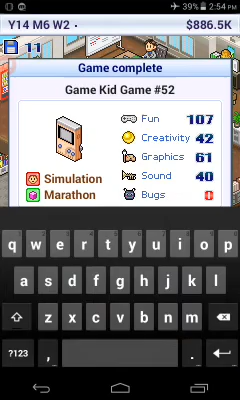 39% 2:54 PM
Y14 M6 W2 $886.5K
11
Game complete
Game Kid Game #52
Fun 107
Creativity 42
Graphics 61
Simulation Sound 40
Marathon Bugs 0
q w e r t y u i o p
a s d f g h j k l
z x c v b n m
?123 , .